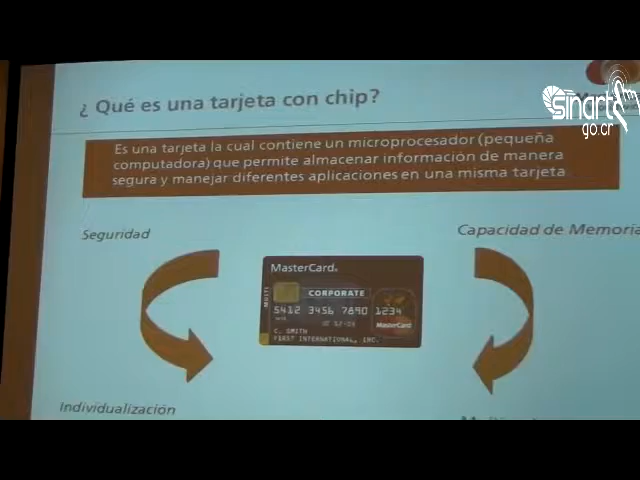 ¿ Qué es una tarjeta con chip?
sinart
go.cr
Es una tarjeta la cual contiene un microprocesador (pequeña
computadora) que permite almacenar información de manera
segura y manejar diferentes aplicaciones en una misma tarjeta
Seguridad
Capacidad de Memoria
MasterCard
CORPORATE
5412 3456 7890 1234
MasterCard
C. SMITH
FIRST INTERNATIONAL, INC.
Individualización